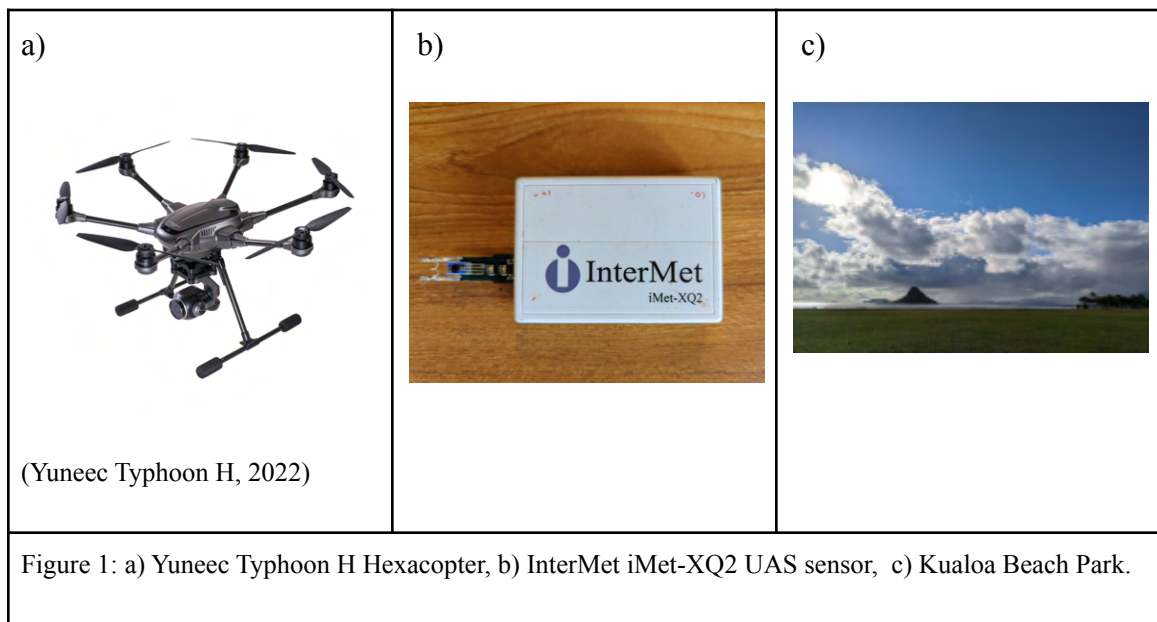 a)
b)
c)
InterMet
iMet-XQ2
(Yuneec Typhoon H, 2022)
Figure 1: a) Yuneec Typhoon H Hexacopter, b) InterMet iMet-XQ2 UAS sensor, c) Kualoa Beach Park.